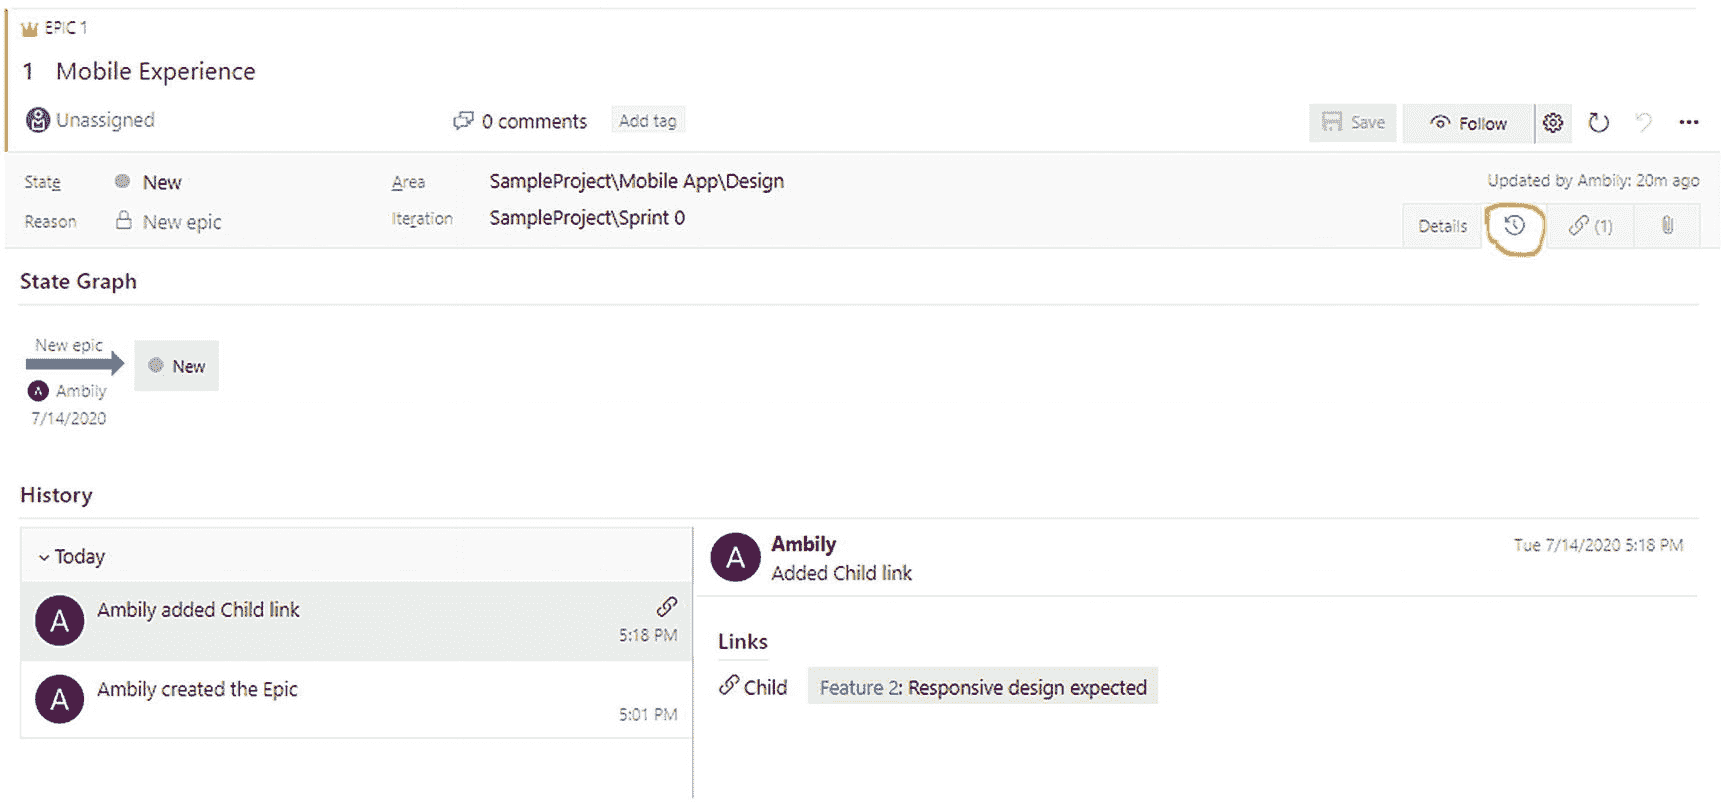 EPIC 1
1 Mobile Experience
Unassigned 0 comments Add tag Save Follow
State New Area SampleProject\Mobile App\Design Updated by Ambily: 20m ago
Reason New epic Iteration SampleProject\Sprint 0 Details (1)
State Graph
New epic
New
A Ambily
7/14/2020
History
Today
A Ambily added Child link
5:18 PM
A Ambily created the Epic
5:01 PM
A Ambily Tue 7/14/2020 5:18 PM
Added Child link
Links
Child Feature 2: Responsive design expected